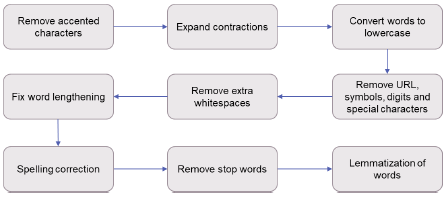 Remove accented
characters
Expand contractions
Convert words to
lowercase
Remove URL,
symbols, digits and
special characters
Remove extra
whitespaces
Fix word lengthening
Spelling correction
Remove stop words
Lemmatization of
words